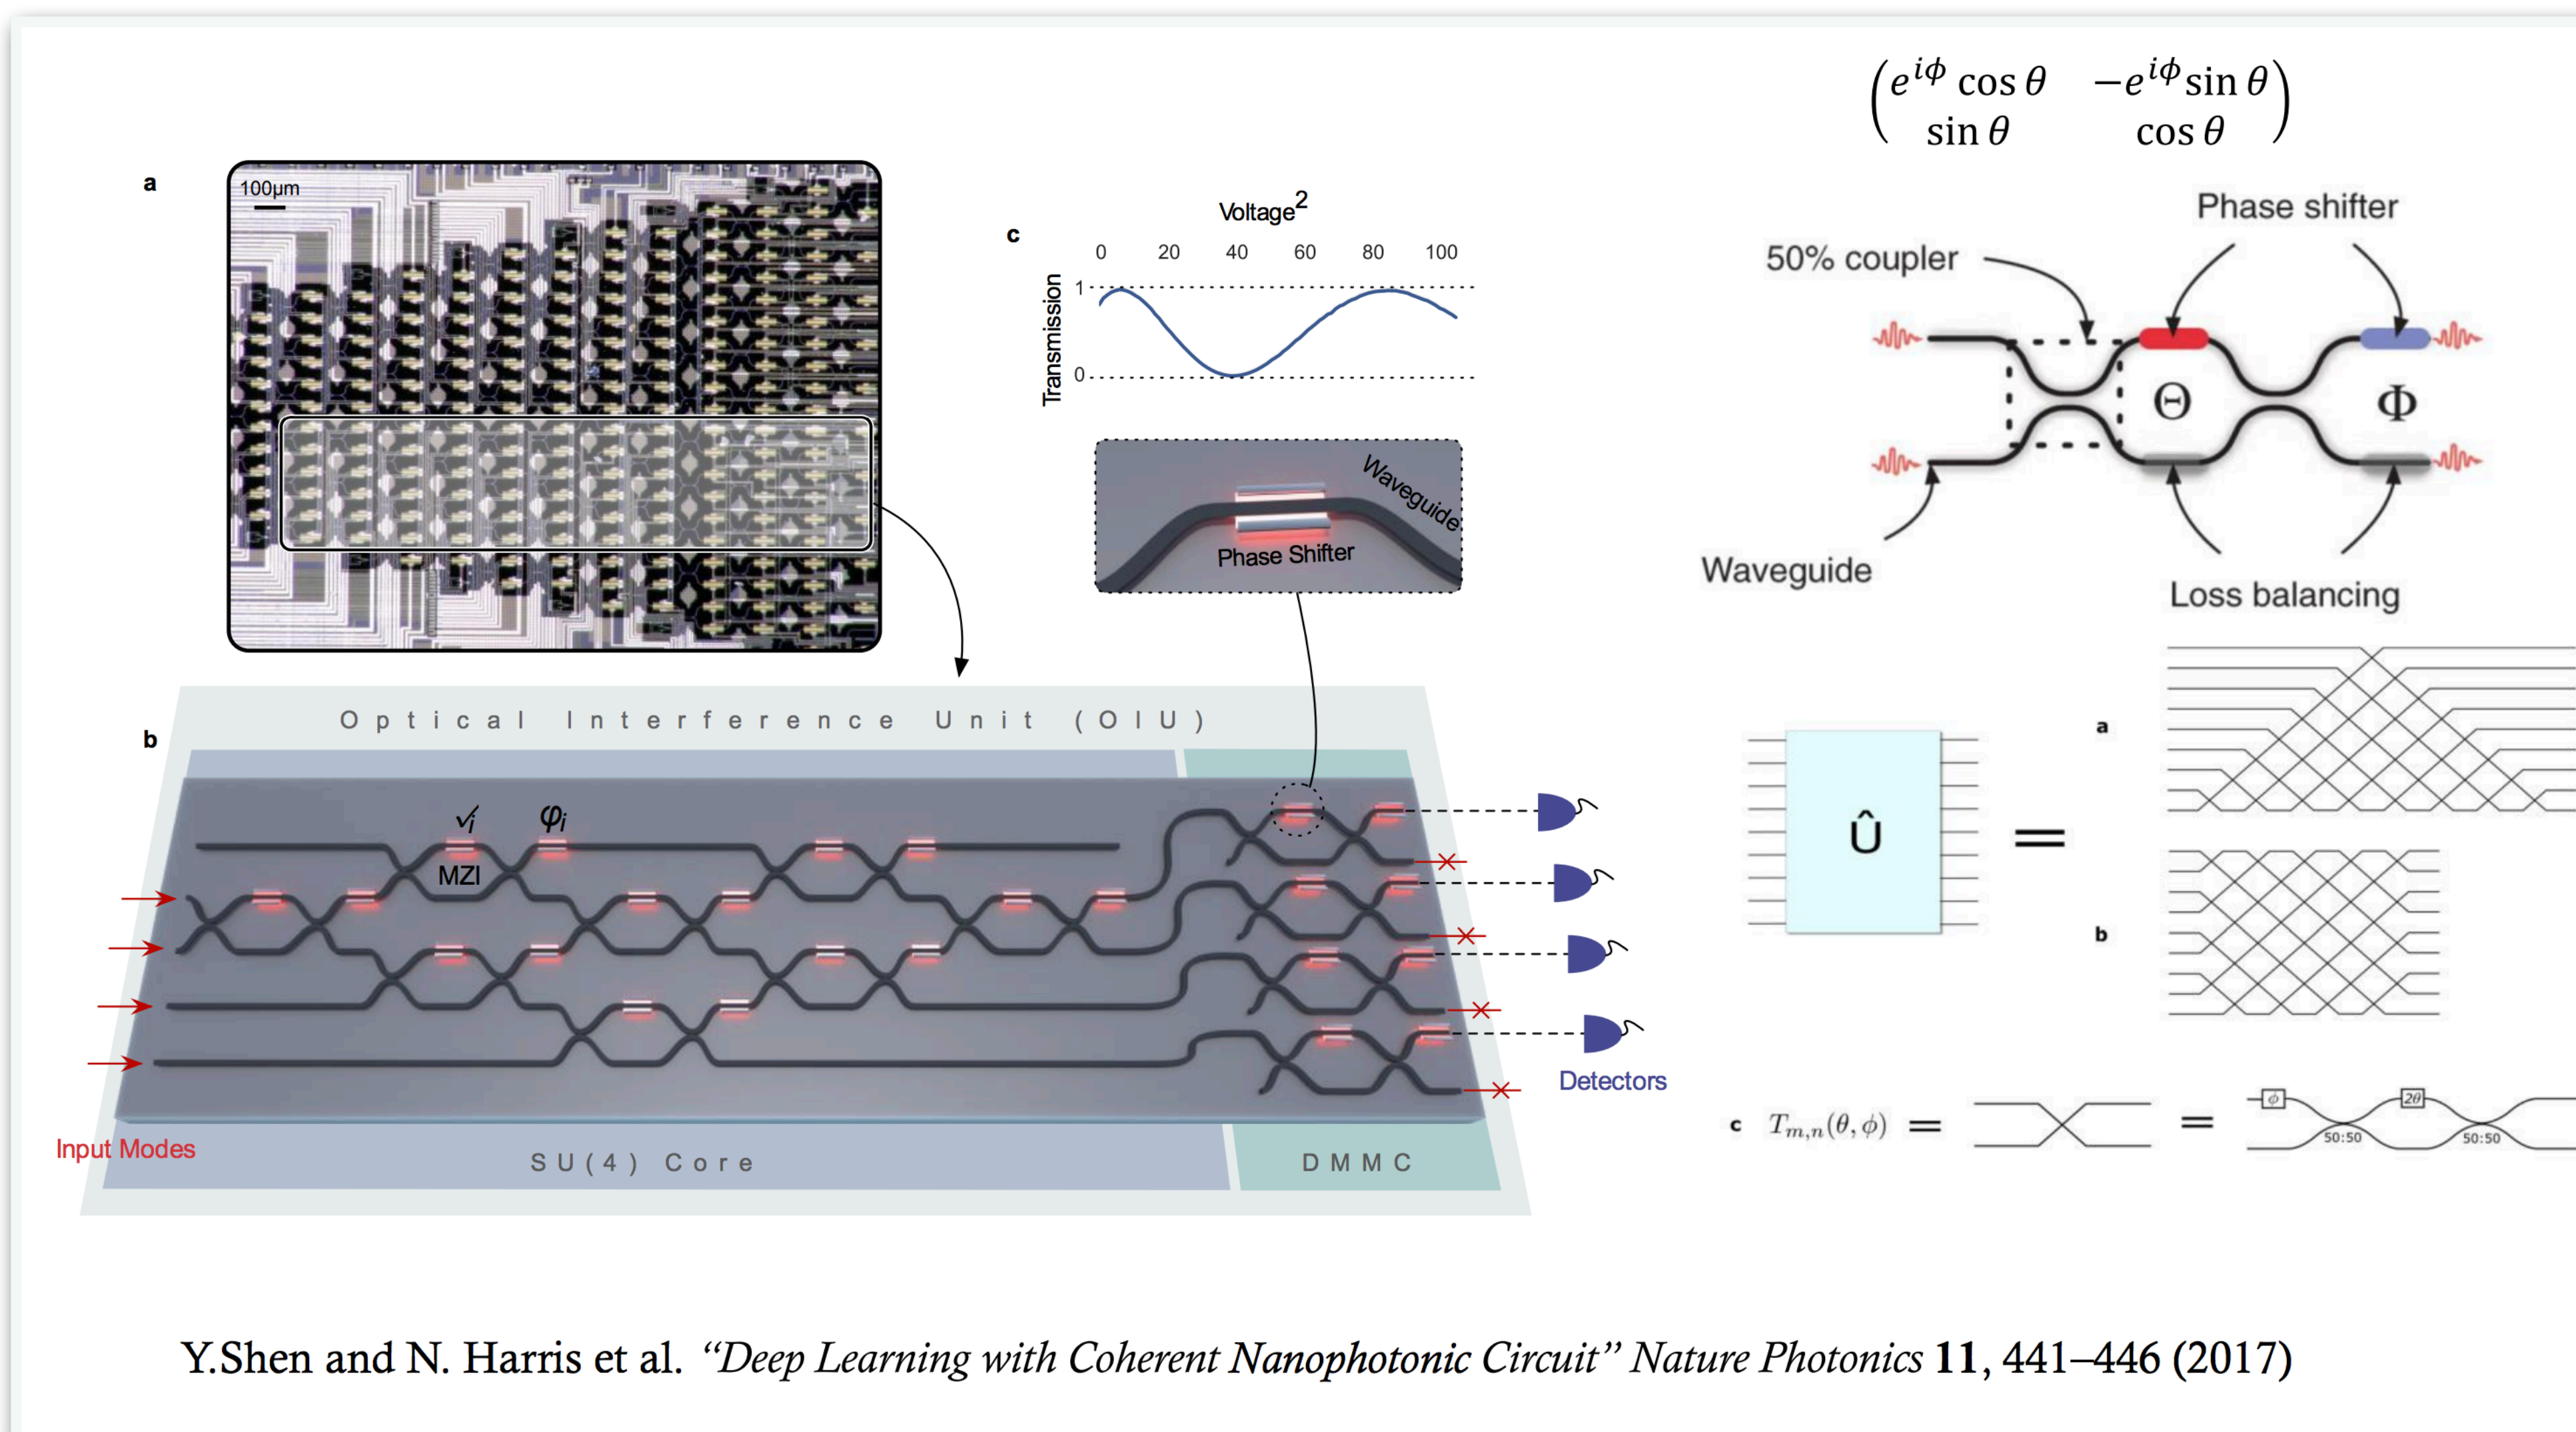 (e^{iϕ} cos θ −e^{iϕ} sin θ)
(sin θ cos θ)
a
100µm
c
Voltage²
0 20 40 60 80 100
Transmission
1
0
Waveguide
Phase Shifter
Phase shifter
50% coupler
Θ
Φ
Waveguide
Loss balancing
b
Optical Interference Unit (OIU)
φi
MZI
Input Modes
SU(4) Core
DMMC
Detectors
Û
=
a
b
c T_{m,n}(θ, ϕ) = =
ϕ 2θ
50:50 50:50
Y.Shen and N. Harris et al. “Deep Learning with Coherent Nanophotonic Circuit” Nature Photonics 11, 441–446 (2017)